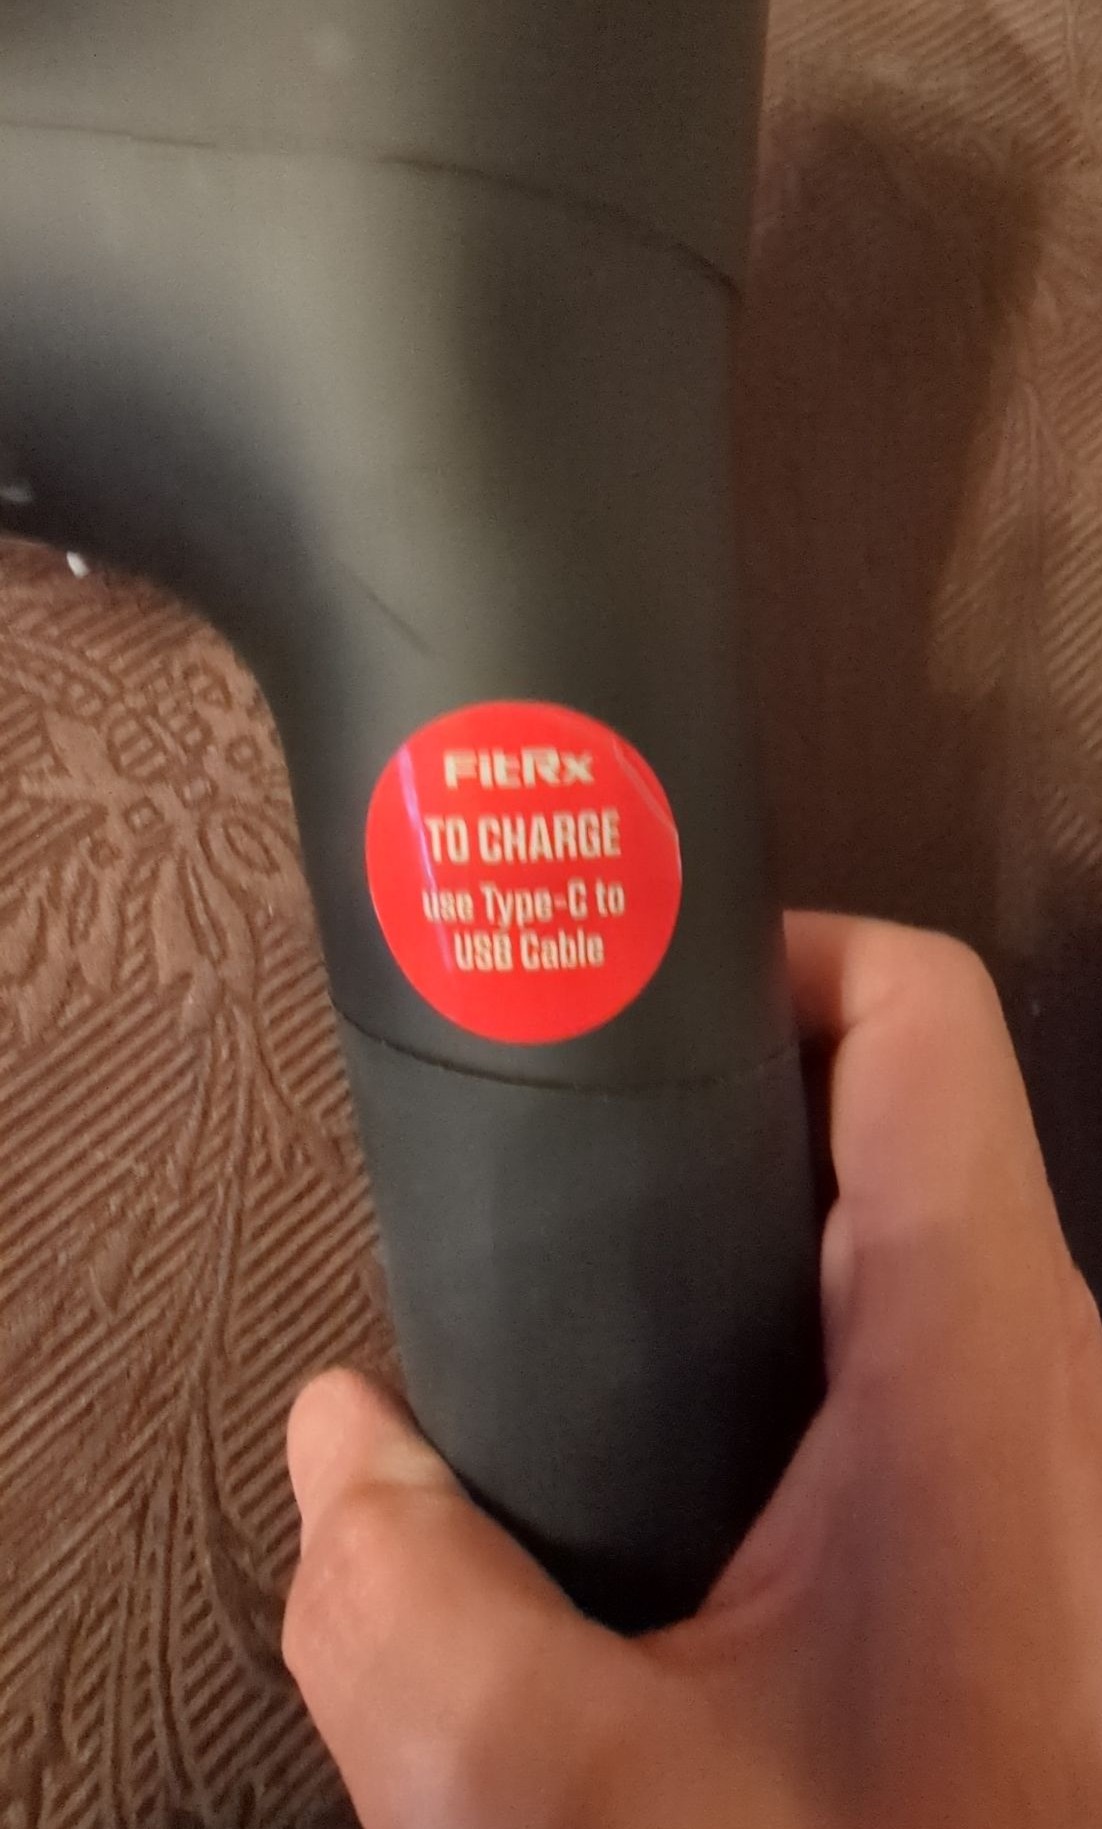 FitRx
TO CHARGE
use Type-C to
USB Cable